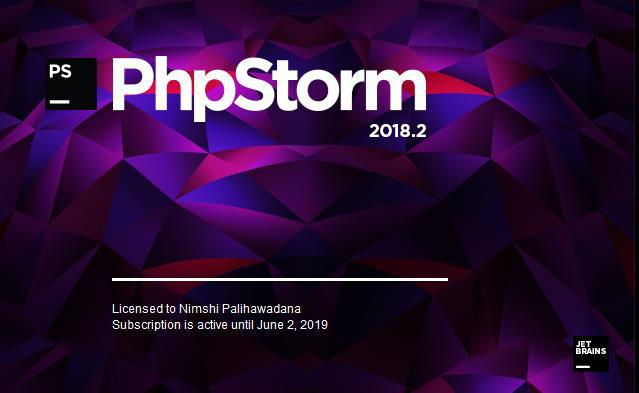 PS
PhpStorm
2018.2
Licensed to Nimshi Palihawadana
Subscription is active until June 2, 2019
JET
BRAINS